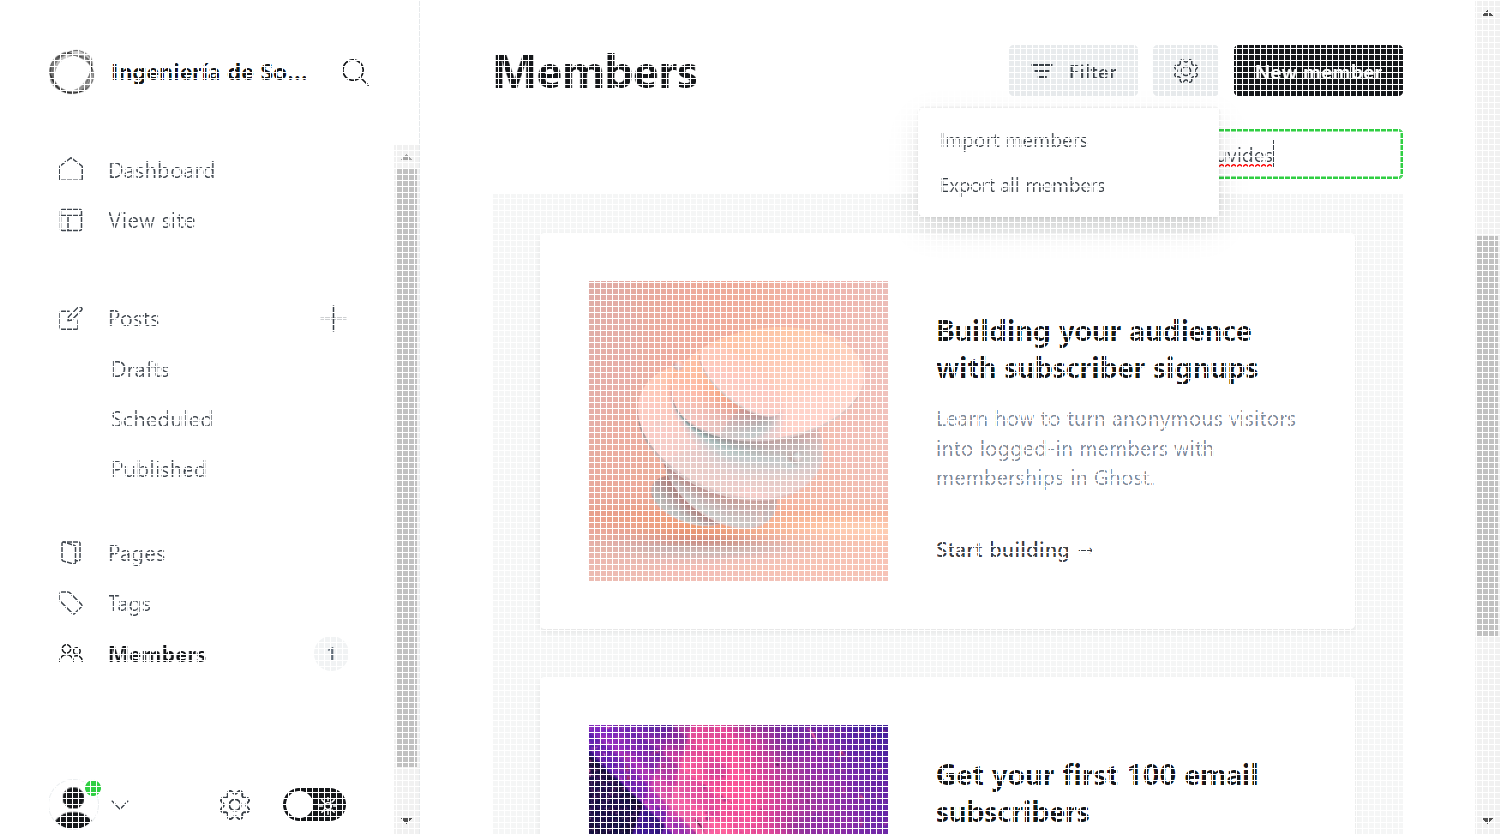 Ingeniería de So...
Dashboard
View site
Posts
Drafts
Scheduled
Published
Pages
Tags
Members
1
Members
Filter
New member
Import members
Export all members
uvides
Building your audience
with subscriber signups
Learn how to turn anonymous visitors
into logged-in members with
memberships in Ghost.
Start building →
Get your first 100 email
subscribers